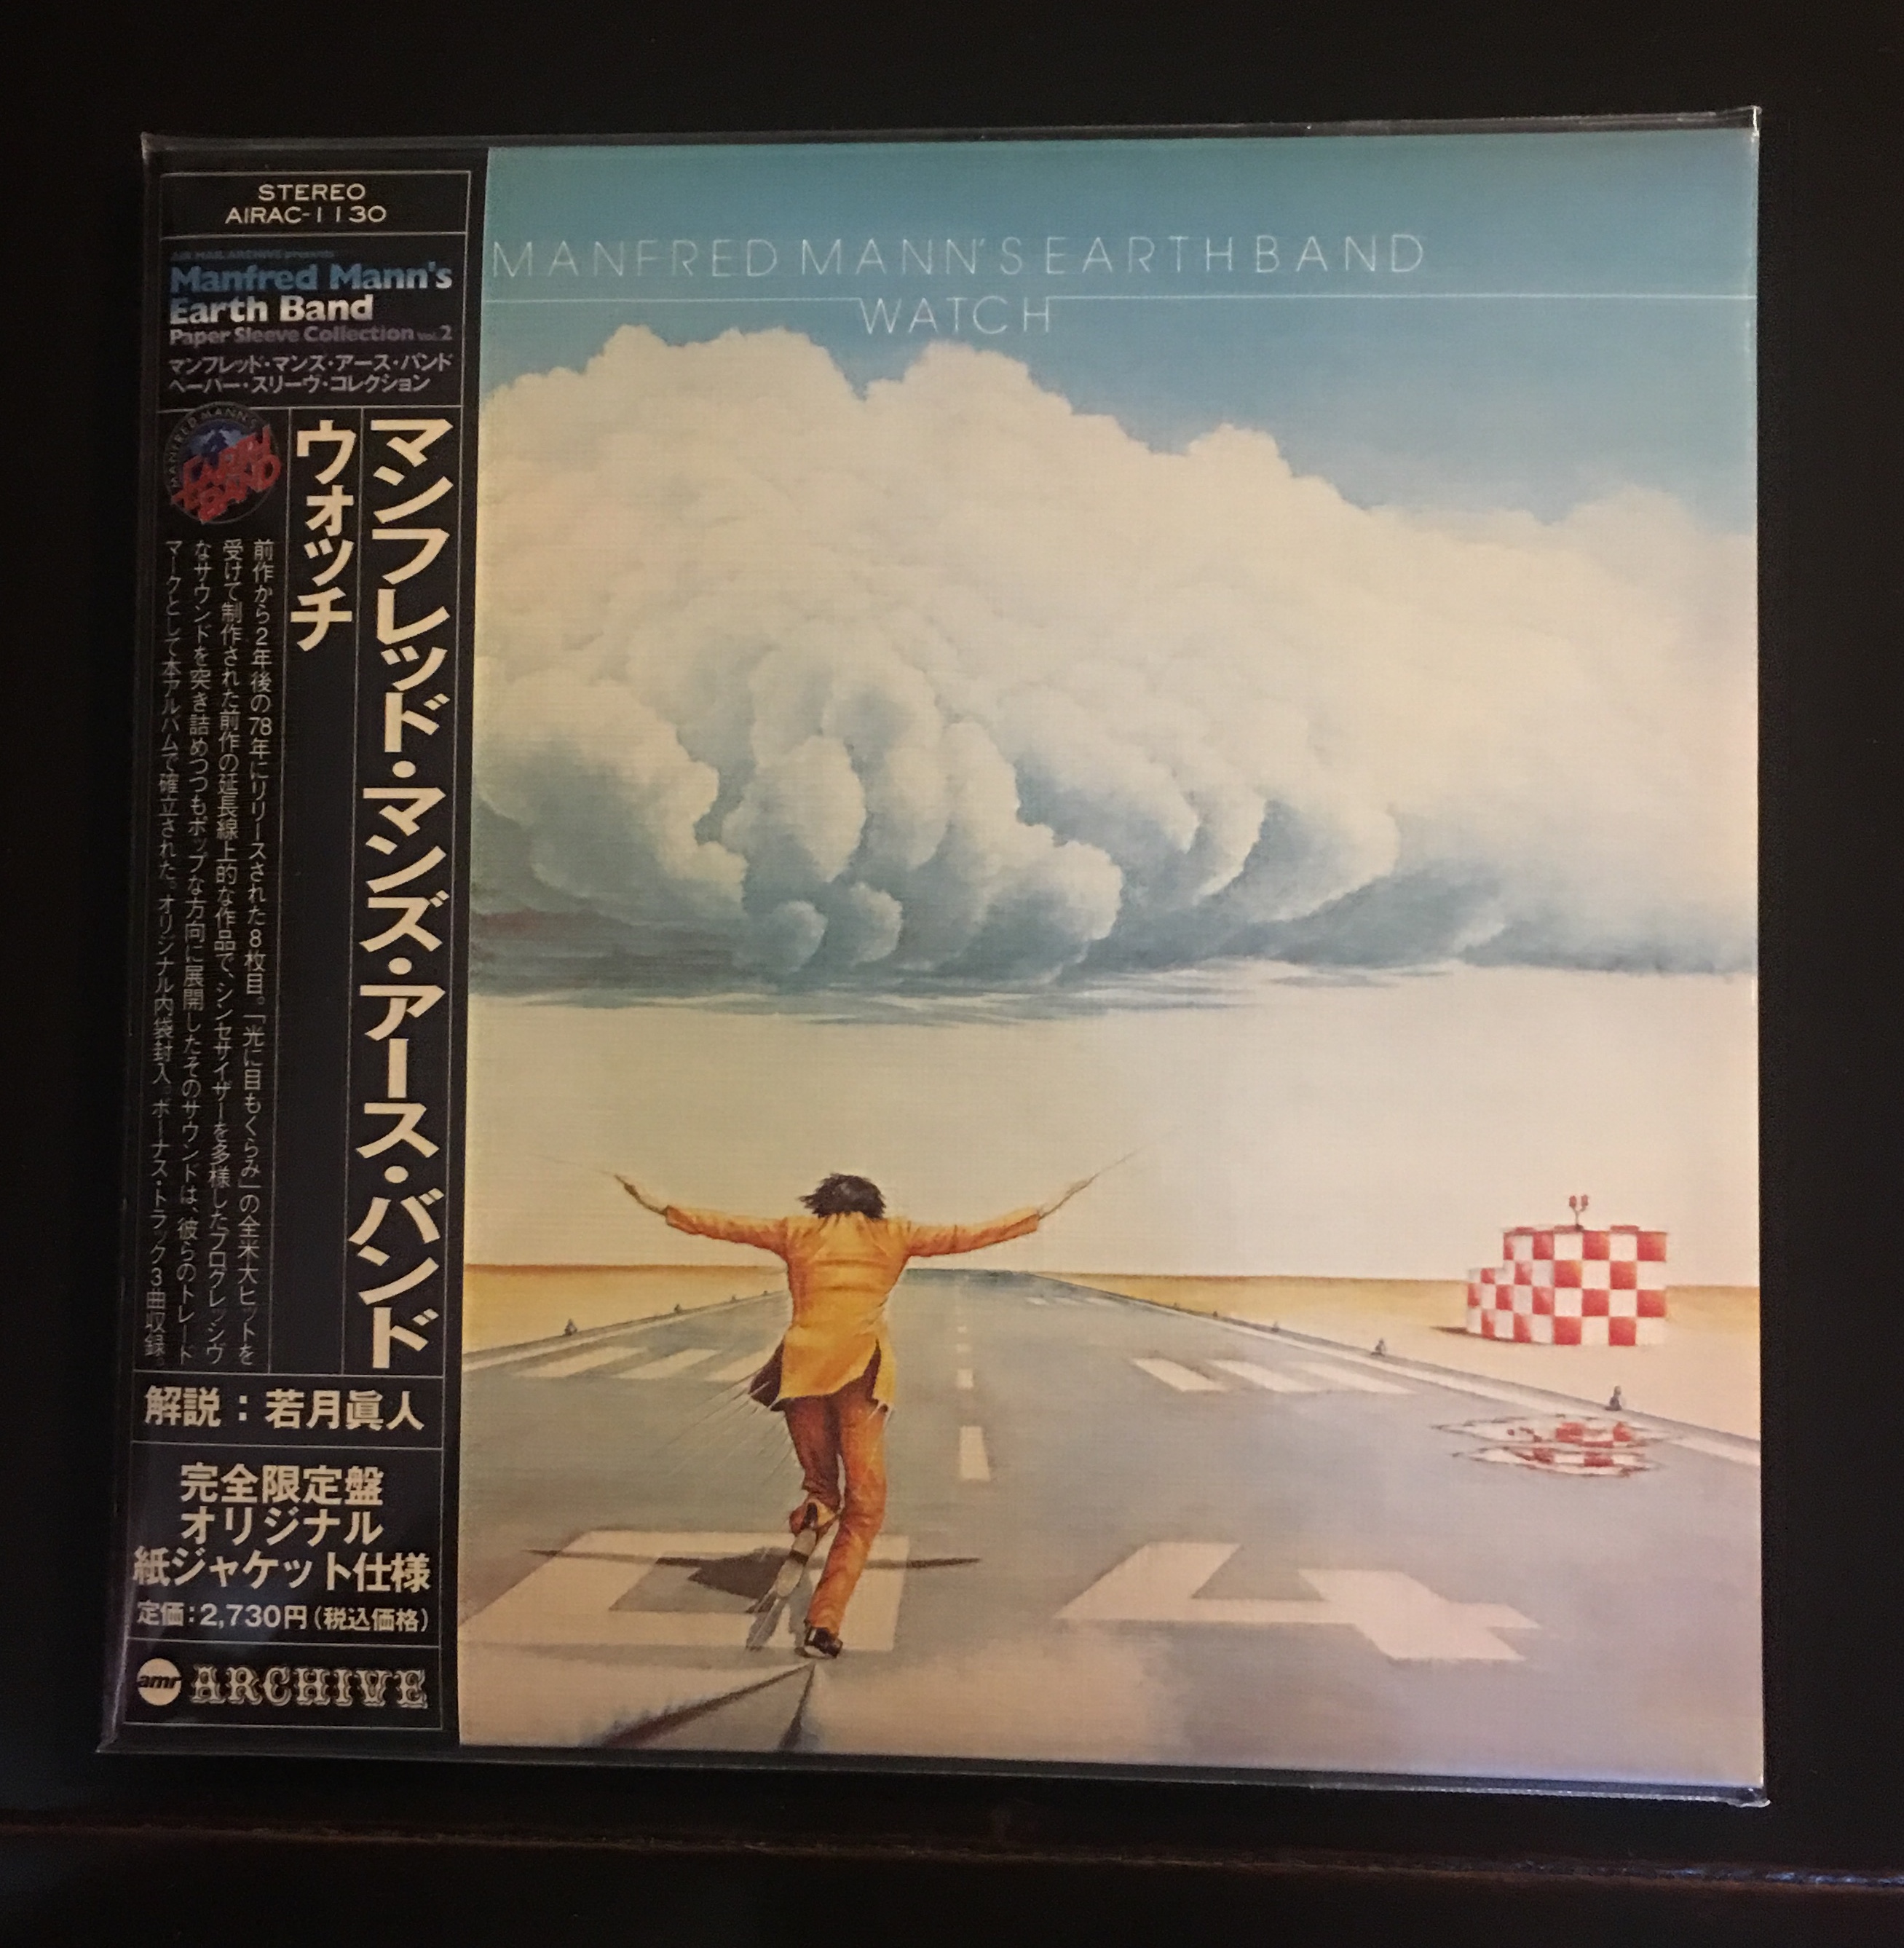 STEREO
AIRAC-1130
AIR MAIL ARCHIVE presents
Manfred Mann's
Earth Band
Paper Sleeve Collection Vol.2
マンフレッド・マンズ・アース・バンド
ペーパー・スリーヴ・コレクション
MANFRED MANN'S
EARTH
BAND
マンフレッド・マンズ・アース・バンド
ウォッチ
前作から2年後の78年にリリースされた8枚目。「光に目もくらみ」の全米大ヒットを
受けて制作された前作の延長線上的な作品で、シンセサイザーを多様したプログレッシヴ
なサウンドを突き詰めつつもポップな方向に展開したそのサウンドは、彼らのトレード
マークとして本アルバムで確立された。オリジナル内袋封入。ボーナス・トラック3曲収録。
解説：若月眞人
完全限定盤
オリジナル
紙ジャケット仕様
定価：2,730円（税込価格）
amr ARCHIVE
MANFRED MANN'S EARTH BAND
WATCH
4